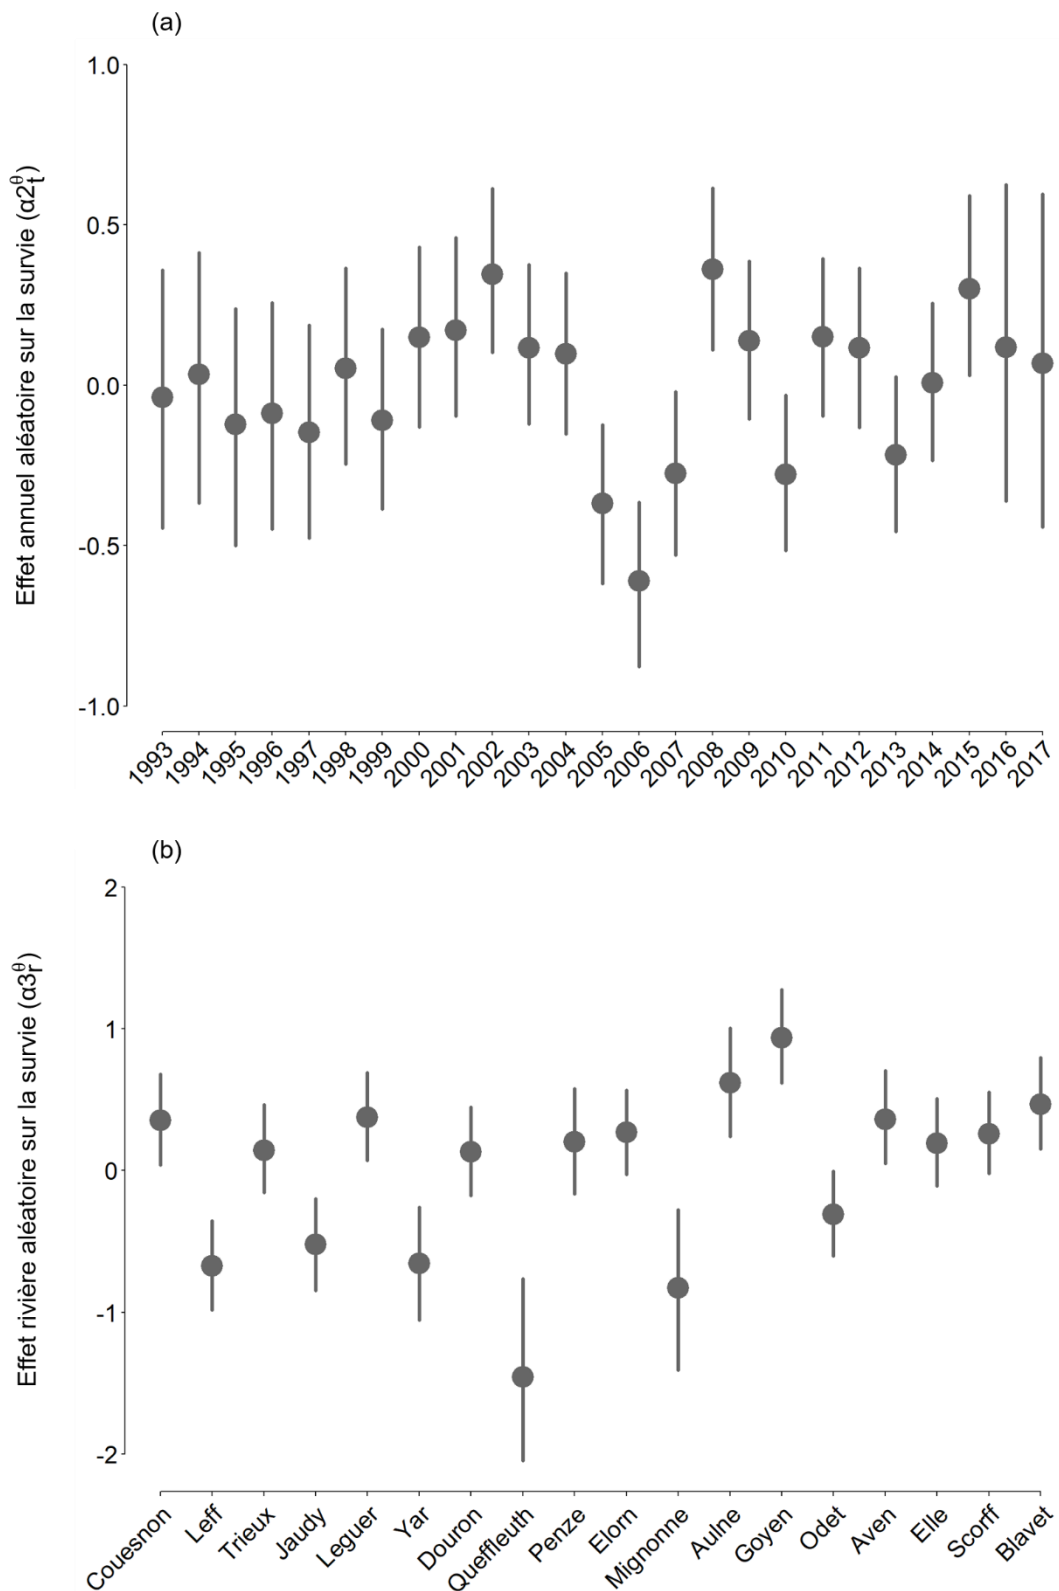 (a)
Effet annuel aléatoire sur la survie (α2θt)
1.0
0.5
0.0
-0.5
-1.0
1993 1994 1995 1996 1997 1998 1999 2000 2001 2002 2003 2004 2005 2006 2007 2008 2009 2010 2011 2012 2013 2014 2015 2016 2017
(b)
Effet rivière aléatoire sur la survie (α3θr)
2
1
0
-1
-2
Couesnon Leff Trieux Jaudy Leguer Yar Douron Queffleuth Penze Elorn Mignonne Aulne Goyen Odet Aven Elle Scorff Blavet